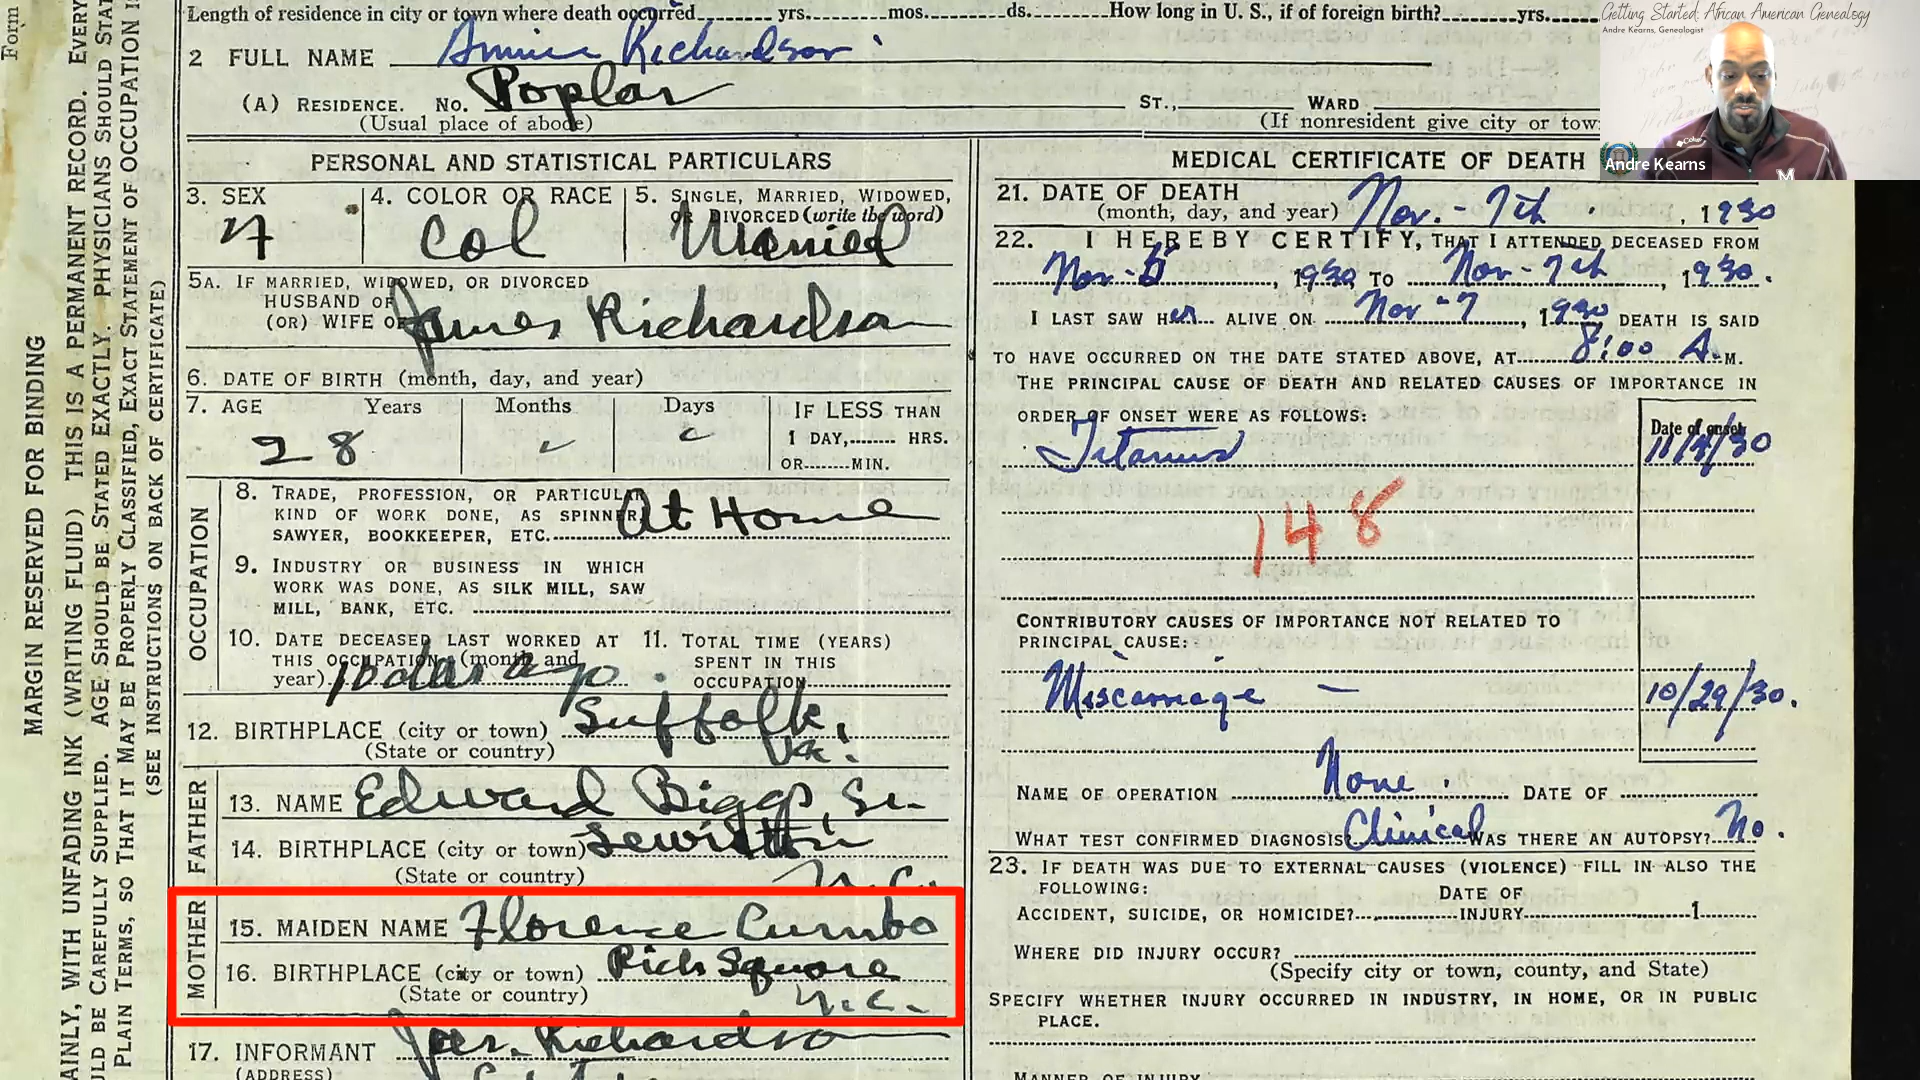 Form
MARGIN RESERVED FOR BINDING
AINLY, WITH UNFADING INK (WRITING FLUID) THIS IS A PERMANENT RECORD. EVERY
ULD BE CAREFULLY SUPPLIED. AGE SHOULD BE STATED EXACTLY. PHYSICIANS SHOULD STAT
PLAIN TERMS, SO THAT IT MAY BE PROPERLY CLASSIFIED, EXACT STATEMENT OF OCCUPATION
(SEE INSTRUCTIONS ON BACK OF CERTIFICATE)
Length of residence in city or town where death occurred yrs. mos. ds. How long in U. S., if of foreign birth? yrs.
2 FULL NAME Annie Richardson
(A) RESIDENCE. No. Poplar ST., WARD
(Usual place of abode) (If nonresident give city or tow
PERSONAL AND STATISTICAL PARTICULARS
3. SEX 4. COLOR OR RACE 5. SINGLE, MARRIED, WIDOWED,
OR DIVORCED (write the word)
F Col Married
5A. IF MARRIED, WIDOWED, OR DIVORCED
HUSBAND OF
(OR) WIFE OF James Richardson
6. DATE OF BIRTH (month, day, and year)
7. AGE Years Months Days IF LESS THAN
1 DAY, HRS.
28
OR MIN.
OCCUPATION
8. TRADE, PROFESSION, OR PARTICULAR
KIND OF WORK DONE, AS SPINNER, At Home
SAWYER, BOOKKEEPER, ETC.
9. INDUSTRY OR BUSINESS IN WHICH
WORK WAS DONE, AS SILK MILL, SAW
MILL, BANK, ETC.
10. DATE DECEASED LAST WORKED AT 11. TOTAL TIME (YEARS)
THIS OCCUPATION (month and SPENT IN THIS
year) 10 das ago OCCUPATION
12. BIRTHPLACE (city or town) Suffolk,
(State or country) Va.
FATHER
13. NAME Edward Biggs, Sr.
14. BIRTHPLACE (city or town) Lewiston
(State or country) N.C.
MOTHER
15. MAIDEN NAME Florence Cumbo
16. BIRTHPLACE (city or town) Rich Square
(State or country) N.C.
17. INFORMANT Jas. Richardson
(ADDRESS)
MEDICAL CERTIFICATE OF DEATH
21. DATE OF DEATH
(month, day, and year) Nov. - 7th, 1930
22. I HEREBY CERTIFY, THAT I ATTENDED DECEASED FROM
Nov - 5, 1930 TO Nov - 7th, 1930.
I LAST SAW HER ALIVE ON Nov - 7, 1930 DEATH IS SAID
TO HAVE OCCURRED ON THE DATE STATED ABOVE, AT 8:00 A.M.
THE PRINCIPAL CAUSE OF DEATH AND RELATED CAUSES OF IMPORTANCE IN
ORDER OF ONSET WERE AS FOLLOWS:
Date of onset
Tetanus 11/4/30
148
CONTRIBUTORY CAUSES OF IMPORTANCE NOT RELATED TO
PRINCIPAL CAUSE:
Miscarriage — 10/29/30.
NAME OF OPERATION None. DATE OF
WHAT TEST CONFIRMED DIAGNOSIS Clinical WAS THERE AN AUTOPSY? No.
23. IF DEATH WAS DUE TO EXTERNAL CAUSES (VIOLENCE) FILL IN ALSO THE
FOLLOWING: DATE OF
ACCIDENT, SUICIDE, OR HOMICIDE? INJURY 1
WHERE DID INJURY OCCUR?
(Specify city or town, county, and State)
SPECIFY WHETHER INJURY OCCURRED IN INDUSTRY, IN HOME, OR IN PUBLIC
PLACE.
MANNER OF INJURY
Getting Started: African American Genealogy
Andre Kearns, Genealogist
Andre Kearns